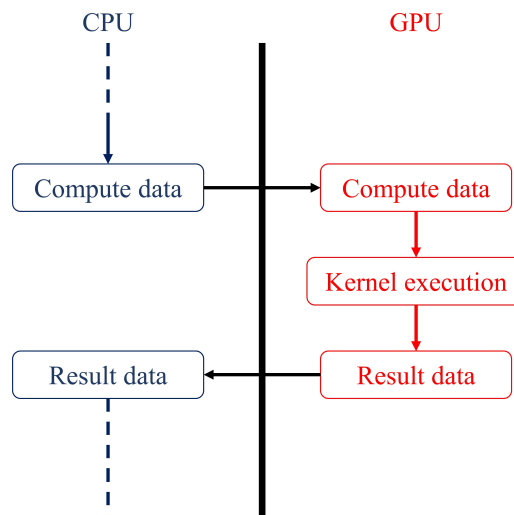 CPU
GPU
Compute data
Compute data
Kernel execution
Result data
Result data